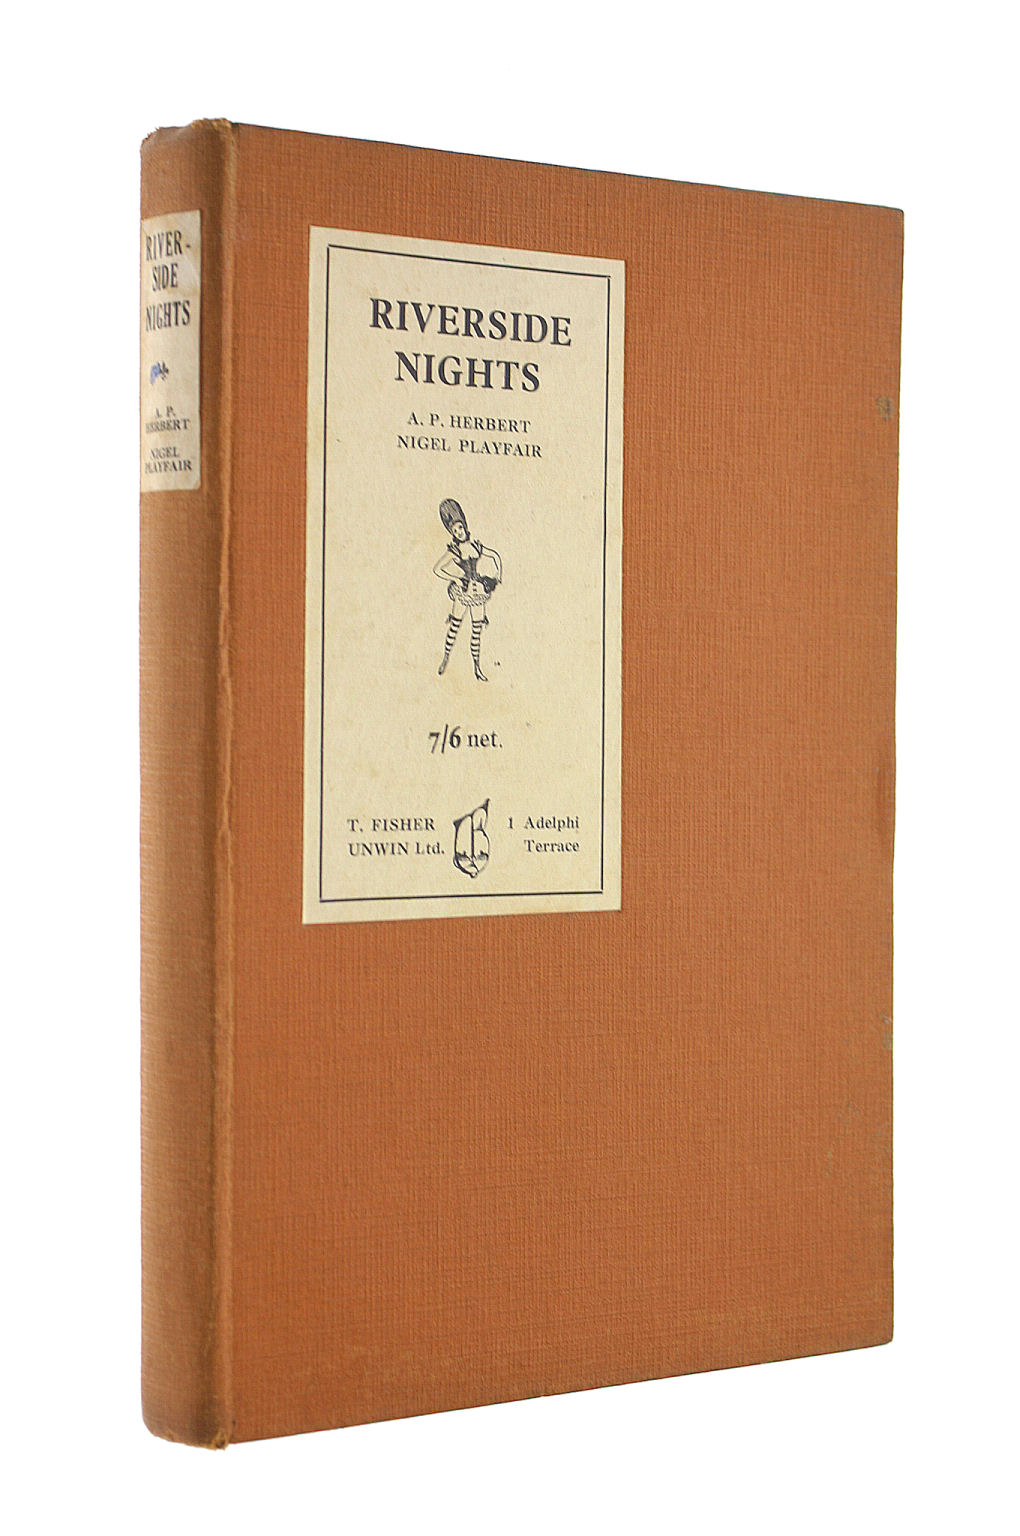 RIVER-
SIDE
NIGHTS
A. P.
HERBERT
NIGEL
PLAYFAIR
RIVERSIDE
NIGHTS
A. P. HERBERT
NIGEL PLAYFAIR
7/6 net.
T. FISHER
UNWIN Ltd.
1 Adelphi
Terrace